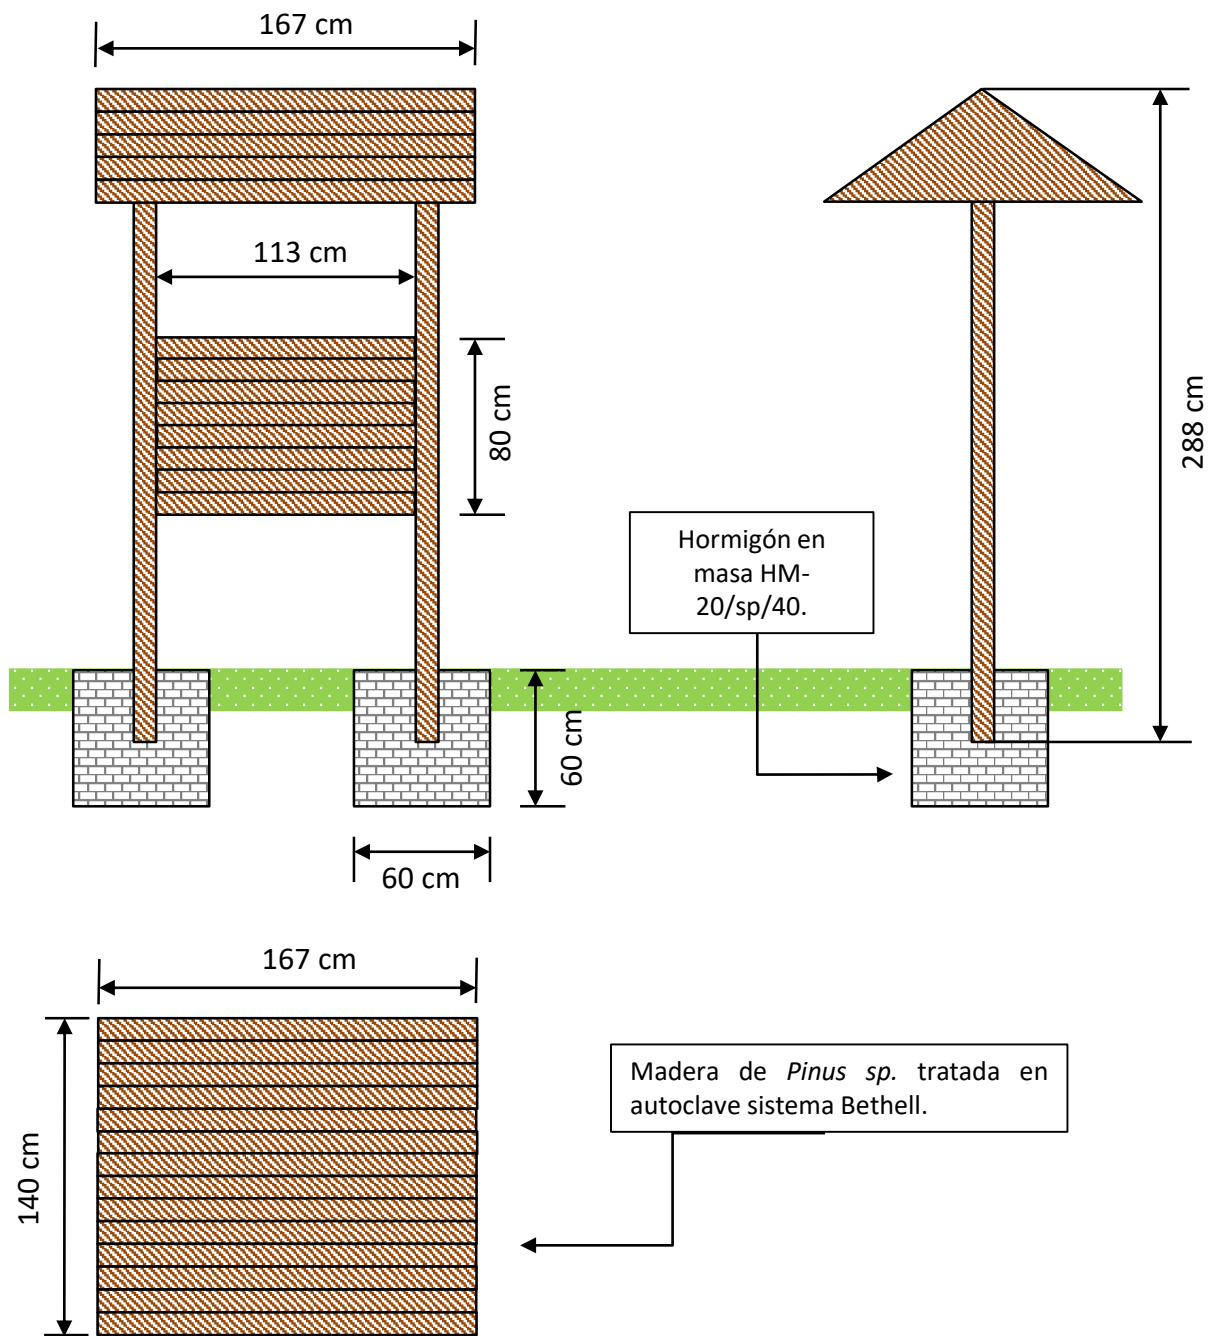 167 cm
113 cm
80 cm
288 cm
Hormigón en
masa HM-
20/sp/40.
60 cm
60 cm
167 cm
140 cm
Madera de Pinus sp. tratada en
autoclave sistema Bethell.